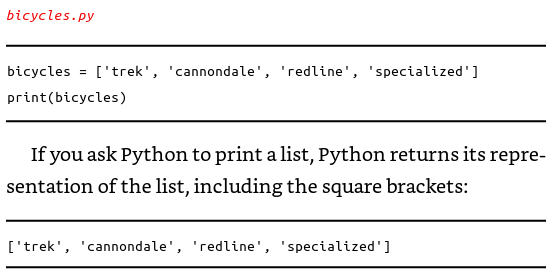 bicycles.py
bicycles = ['trek', 'cannondale', 'redline', 'specialized']
print(bicycles)
If you ask Python to print a list, Python returns its repre-
sentation of the list, including the square brackets:
['trek', 'cannondale', 'redline', 'specialized']